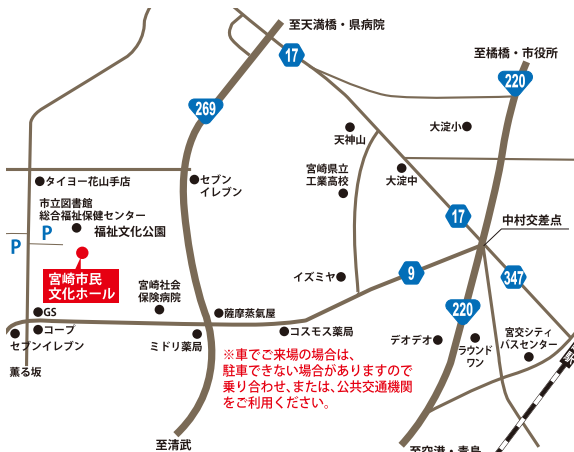 至天満橋・県病院
17
至橘橋・市役所
220
269
天神山
大淀小
宮崎県立
工業高校
大淀中
タイヨー花山手店
セブン
イレブン
市立図書館
総合福祉保健センター
福祉文化公園
P
P
17
中村交差点
宮崎市民
文化ホール
宮崎社会
保険病院
イズミヤ
9
347
GS
薩摩蒸氣屋
220
コープ
セブンイレブン
ミドリ薬局
コスモス薬局
デオデオ
ラウンド
ワン
宮交シティ
バスセンター
薫る坂
※車でご来場の場合は、
駐車できない場合がありますので
乗り合わせ、または、公共交通機関
をご利用ください。
至清武
至空港・青島